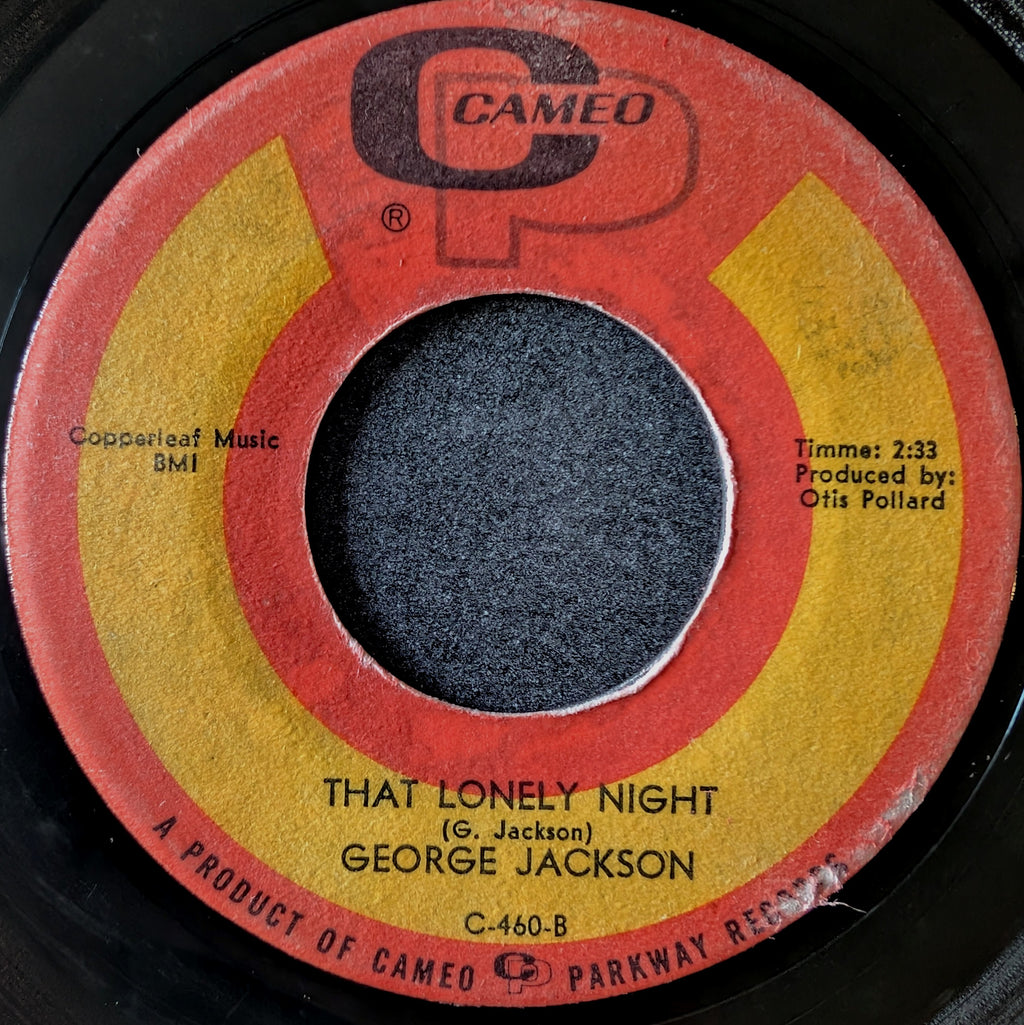 CAMEO
®
Copperleaf Music
BMI
Timme: 2:33
Produced by:
Otis Pollard
THAT LONELY NIGHT
(G. Jackson)
GEORGE JACKSON
C-460-B
A PRODUCT OF CAMEO CP PARKWAY RECORDS